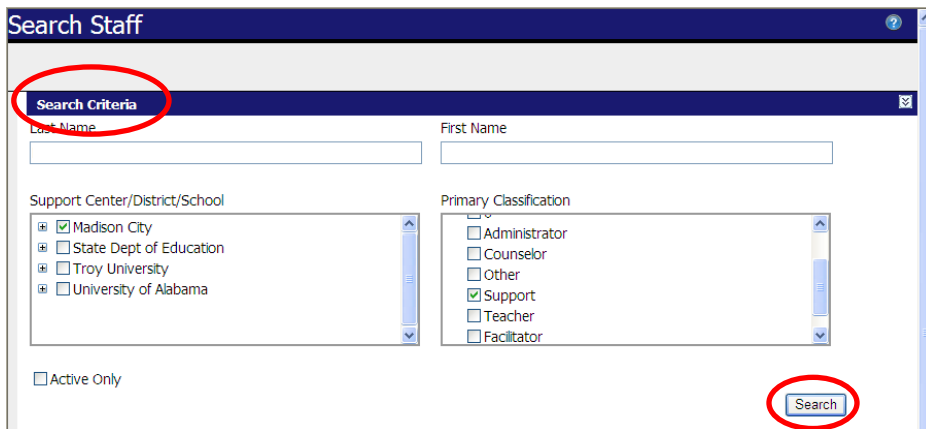 Search Staff
Search Criteria
Last Name First Name
Support Center/District/School Primary Classification
Madison City
State Dept of Education
Troy University
University of Alabama
Administrator
Counselor
Other
Support
Teacher
Facilitator
Active Only
Search